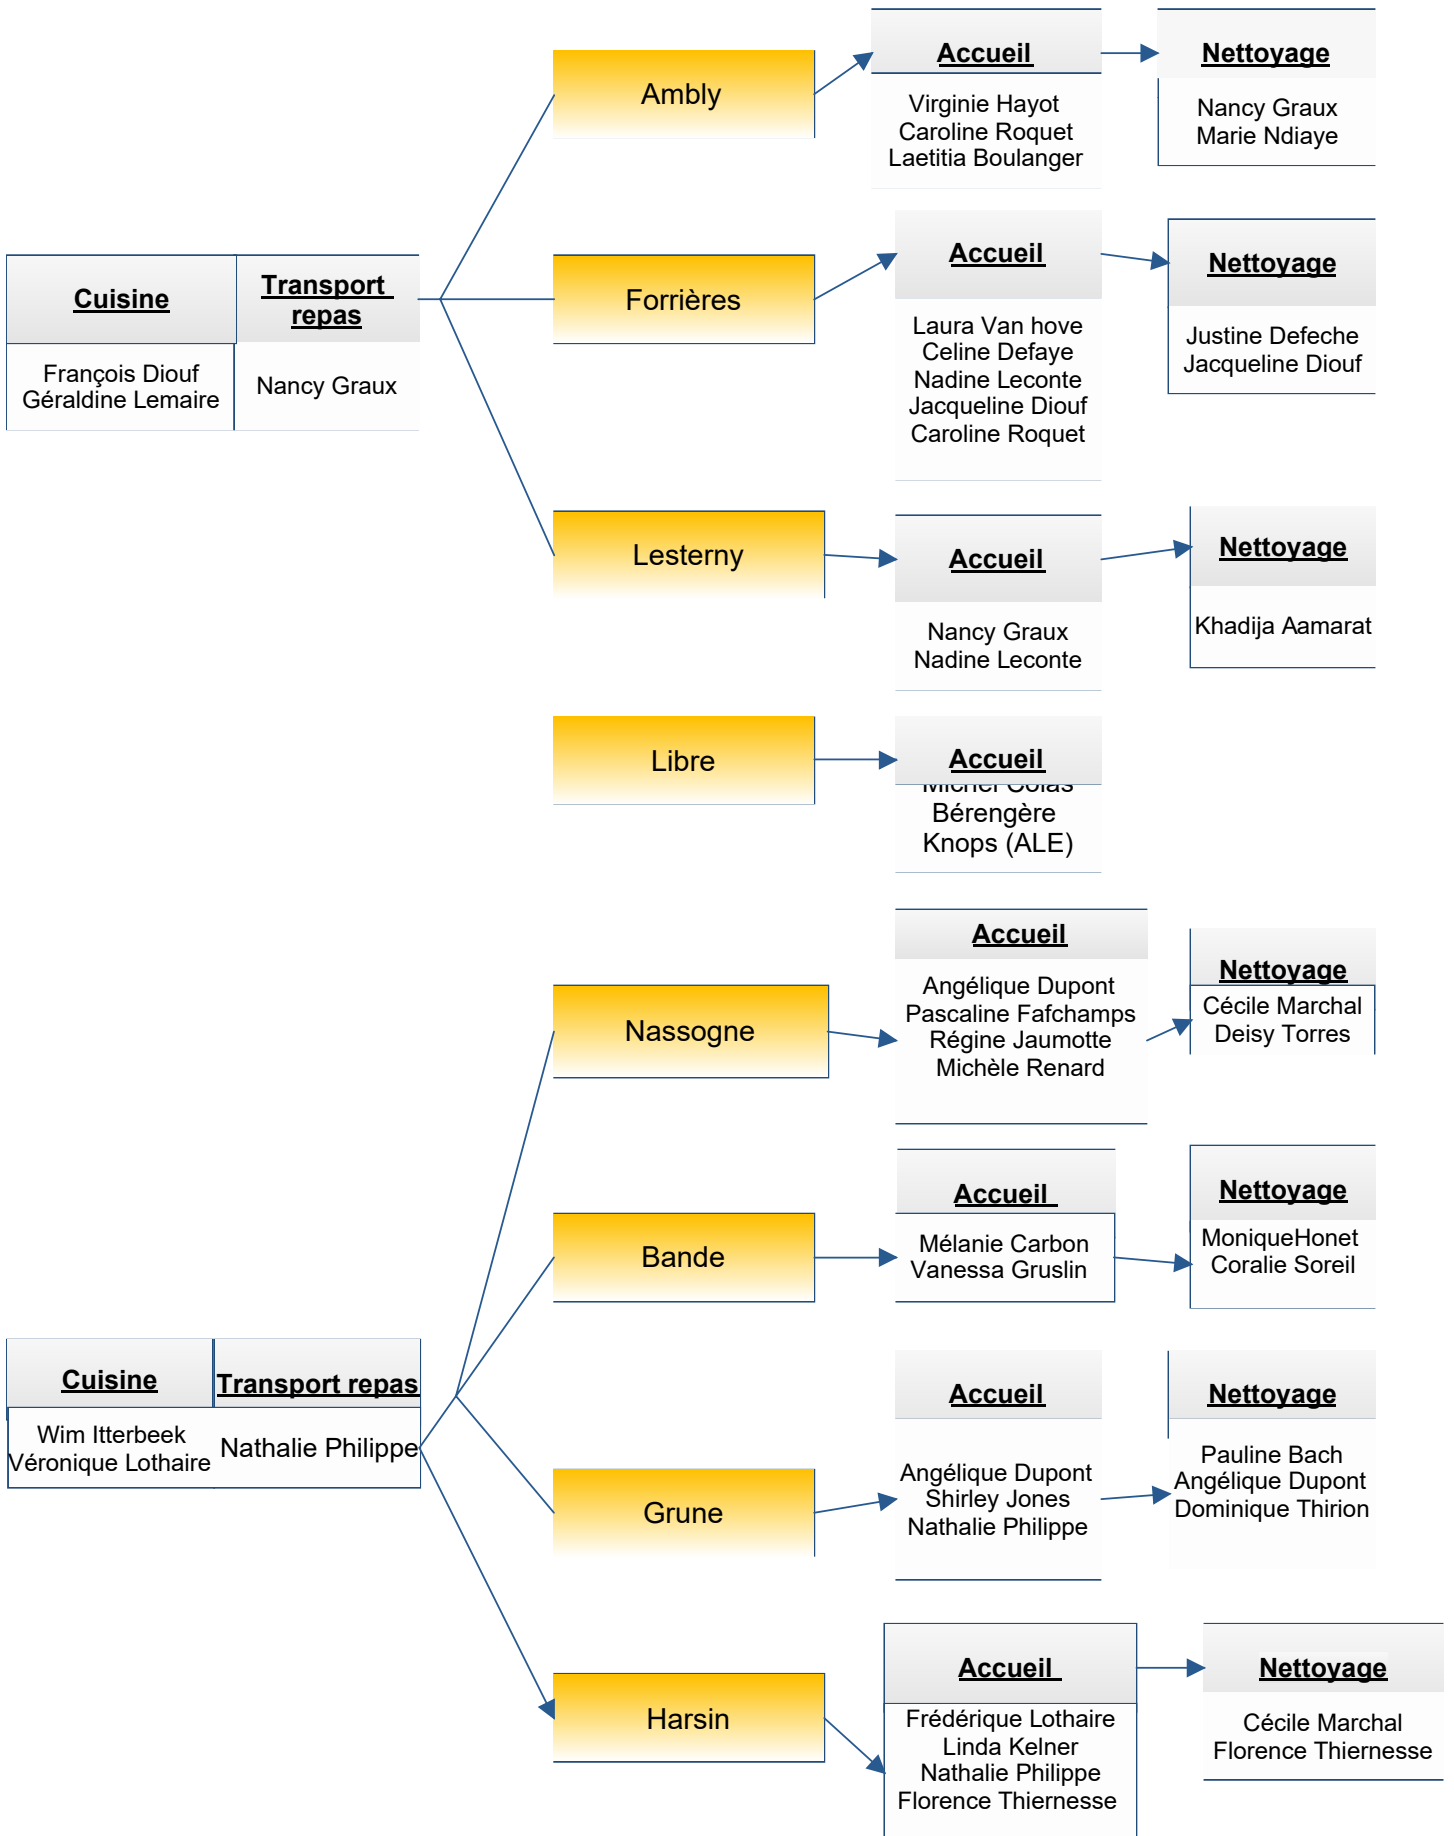 Cuisine
Transport repas
François Diouf
Géraldine Lemaire
Nancy Graux
Ambly
Accueil
Virginie Hayot
Caroline Roquet
Laetitia Boulanger
Nettoyage
Nancy Graux
Marie Ndiaye
Forrières
Accueil
Laura Van hove
Celine Defaye
Nadine Leconte
Jacqueline Diouf
Caroline Roquet
Nettoyage
Justine Defeche
Jacqueline Diouf
Lesterny
Accueil
Nancy Graux
Nadine Leconte
Nettoyage
Khadija Aamarat
Libre
Accueil
Michel Colas
Bérengère
Knops (ALE)
Cuisine
Transport repas
Wim Itterbeek
Véronique Lothaire
Nathalie Philippe
Nassogne
Accueil
Angélique Dupont
Pascaline Fafchamps
Régine Jaumotte
Michèle Renard
Nettoyage
Cécile Marchal
Deisy Torres
Bande
Accueil
Mélanie Carbon
Vanessa Gruslin
Nettoyage
MoniqueHonet
Coralie Soreil
Grune
Accueil
Angélique Dupont
Shirley Jones
Nathalie Philippe
Nettoyage
Pauline Bach
Angélique Dupont
Dominique Thirion
Harsin
Accueil
Frédérique Lothaire
Linda Kelner
Nathalie Philippe
Florence Thiernesse
Nettoyage
Cécile Marchal
Florence Thiernesse